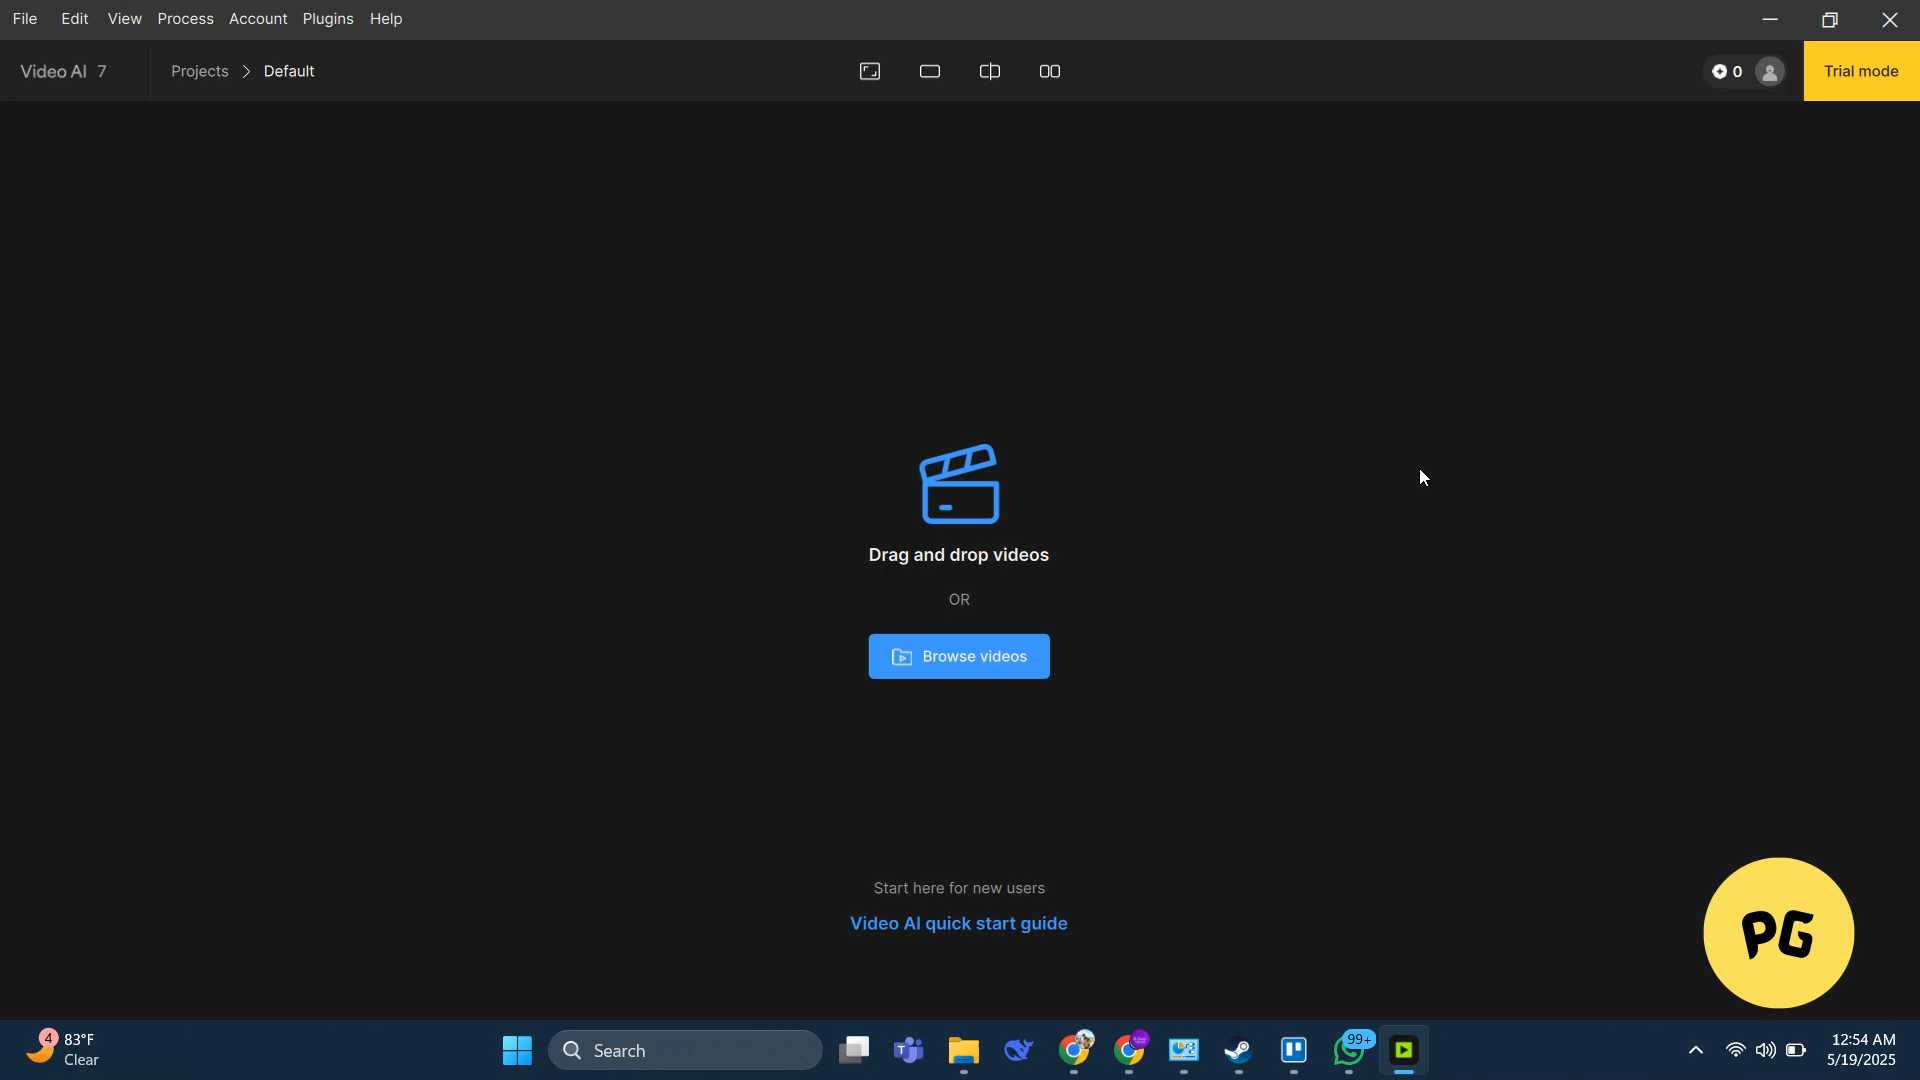 File Edit View Process Account Plugins Help
Video AI 7 Projects > Default 0 Trial mode
Drag and drop videos
OR
Browse videos
Start here for new users
Video AI quick start guide
PG
4 83°F
Clear
Search
T
99+
12:54 AM
5/19/2025